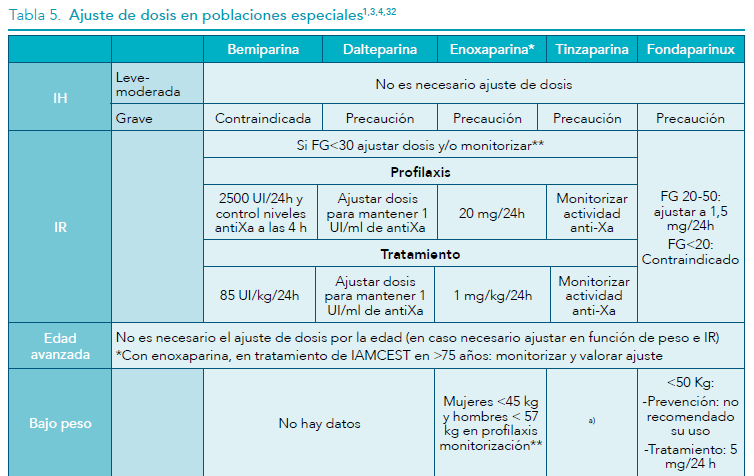 Tabla 5. Ajuste de dosis en poblaciones especiales1,3,4,32
Bemiparina Dalteparina Enoxaparina* Tinzaparina Fondaparinux
IH
Leve-
moderada
No es necesario ajuste de dosis
Grave Contraindicada Precaución Precaución Precaución Precaución
IR
Si FG<30 ajustar dosis y/o monitorizar**
Profilaxis
2500 UI/24h y
control niveles
antiXa a las 4 h
Ajustar dosis
para mantener 1
UI/ml de antiXa
20 mg/24h
Monitorizar
actividad
anti-Xa
Tratamiento
85 UI/kg/24h
Ajustar dosis
para mantener 1
UI/ml de antiXa
1 mg/kg/24h
Monitorizar
actividad
anti-Xa
FG 20-50:
ajustar a 1,5
mg/24h
FG<20:
Contraindicado
Edad
avanzada
No es necesario el ajuste de dosis por la edad (en caso necesario ajustar en función de peso e IR)
*Con enoxaparina, en tratamiento de IAMCEST en >75 años: monitorizar y valorar ajuste
Bajo peso
No hay datos
Mujeres <45 kg
y hombres < 57
kg en profilaxis
monitorización**
a)
<50 Kg:
-Prevención: no
recomendado
su uso
-Tratamiento: 5
mg/24 h